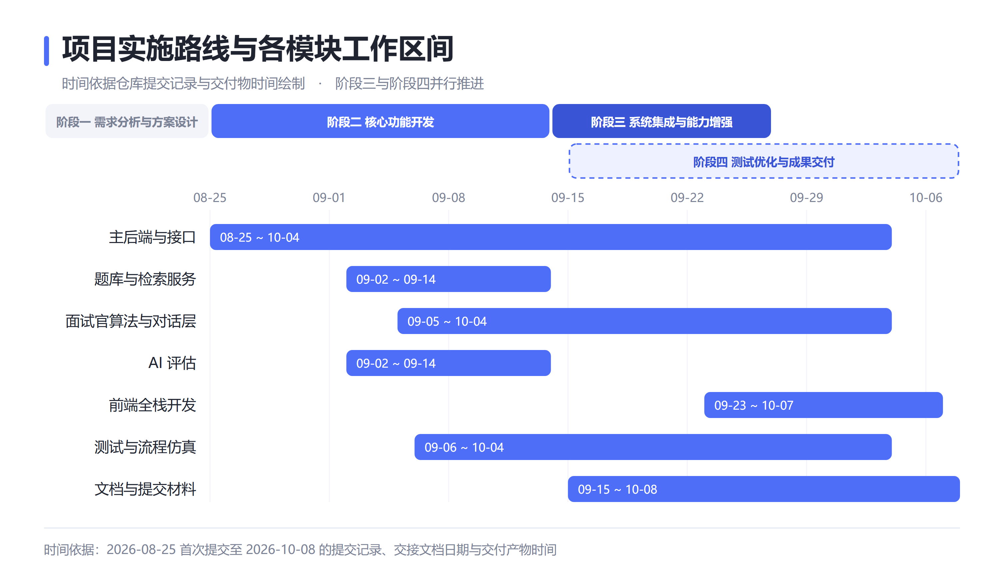 项目实施路线与各模块工作区间
时间依据仓库提交记录与交付物时间绘制 · 阶段三与阶段四并行推进
阶段一 需求分析与方案设计
阶段二 核心功能开发
阶段三 系统集成与能力增强
阶段四 测试优化与成果交付
08-25 09-01 09-08 09-15 09-22 09-29 10-06
主后端与接口 08-25 ~ 10-04
题库与检索服务 09-02 ~ 09-14
面试官算法与对话层 09-05 ~ 10-04
AI 评估 09-02 ~ 09-14
前端全栈开发 09-23 ~ 10-07
测试与流程仿真 09-06 ~ 10-04
文档与提交材料 09-15 ~ 10-08
时间依据：2026-08-25 首次提交至 2026-10-08 的提交记录、交接文档日期与交付产物时间